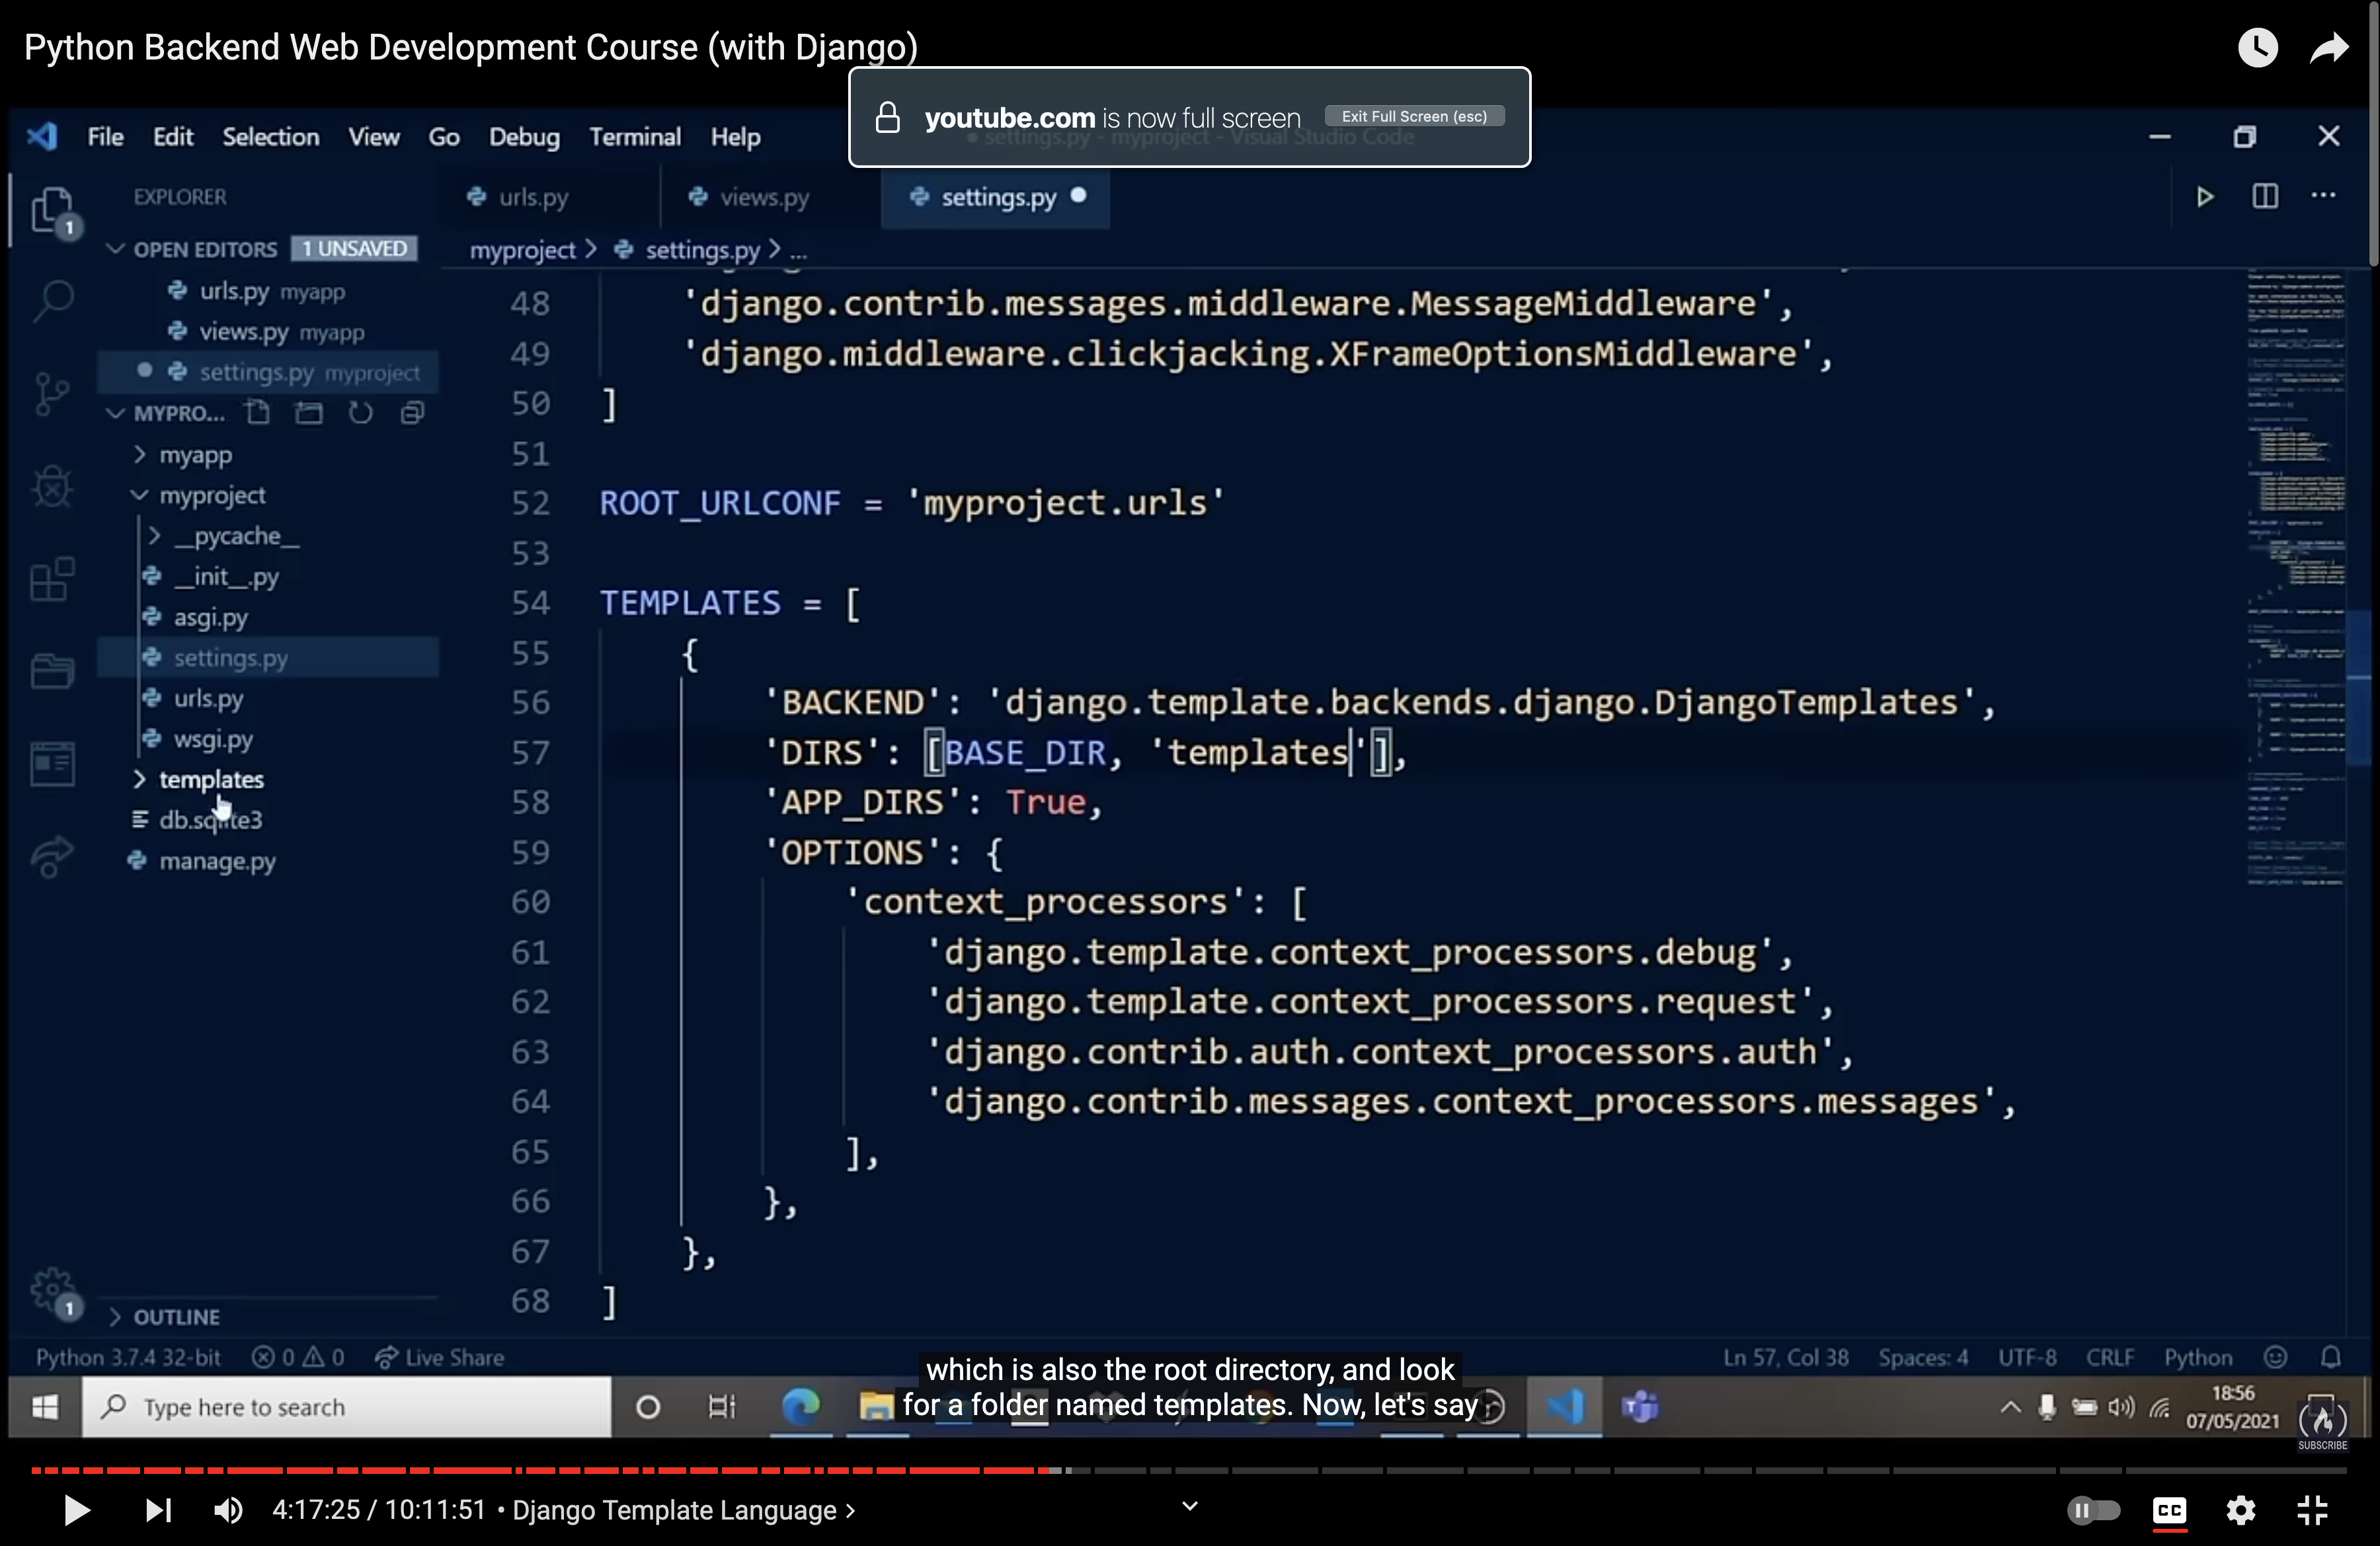 Python Backend Web Development Course (with Django)
youtube.com is now full screen Exit Full Screen (esc)
File Edit Selection View Go Debug Terminal Help
settings.py - myproject - Visual Studio Code
EXPLORER
urls.py views.py settings.py
1
OPEN EDITORS 1 UNSAVED
myproject > settings.py > ...
urls.py myapp
views.py myapp
settings.py myproject
MYPRO...
myapp
myproject
__pycache__
__init__.py
asgi.py
settings.py
urls.py
wsgi.py
templates
db.sqlite3
manage.py
48 'django.contrib.messages.middleware.MessageMiddleware',
49 'django.middleware.clickjacking.XFrameOptionsMiddleware',
50 ]
51
52 ROOT_URLCONF = 'myproject.urls'
53
54 TEMPLATES = [
55 {
56 'BACKEND': 'django.template.backends.django.DjangoTemplates',
57 'DIRS': [BASE_DIR, 'templates'],
58 'APP_DIRS': True,
59 'OPTIONS': {
60 'context_processors': [
61 'django.template.context_processors.debug',
62 'django.template.context_processors.request',
63 'django.contrib.auth.context_processors.auth',
64 'django.contrib.messages.context_processors.messages',
65 ],
66 },
67 },
68 ]
1
OUTLINE
Python 3.7.4 32-bit 0 0 Live Share
Ln 57, Col 38 Spaces: 4 UTF-8 CRLF Python
which is also the root directory, and look
for a folder named templates. Now, let's say
Type here to search
18:56
07/05/2021
SUBSCRIBE
4:17:25 / 10:11:51 • Django Template Language >
CC